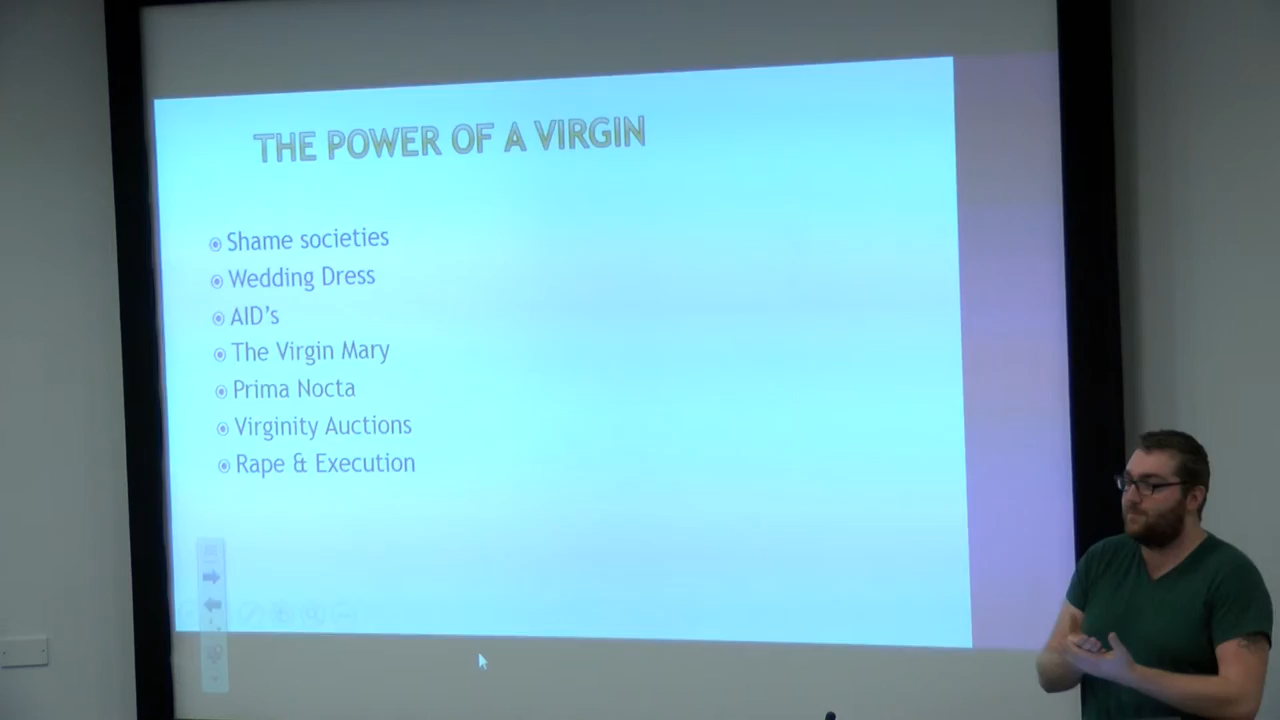 THE POWER OF A VIRGIN
Shame societies
Wedding Dress
AID's
The Virgin Mary
Prima Nocta
Virginity Auctions
Rape & Execution